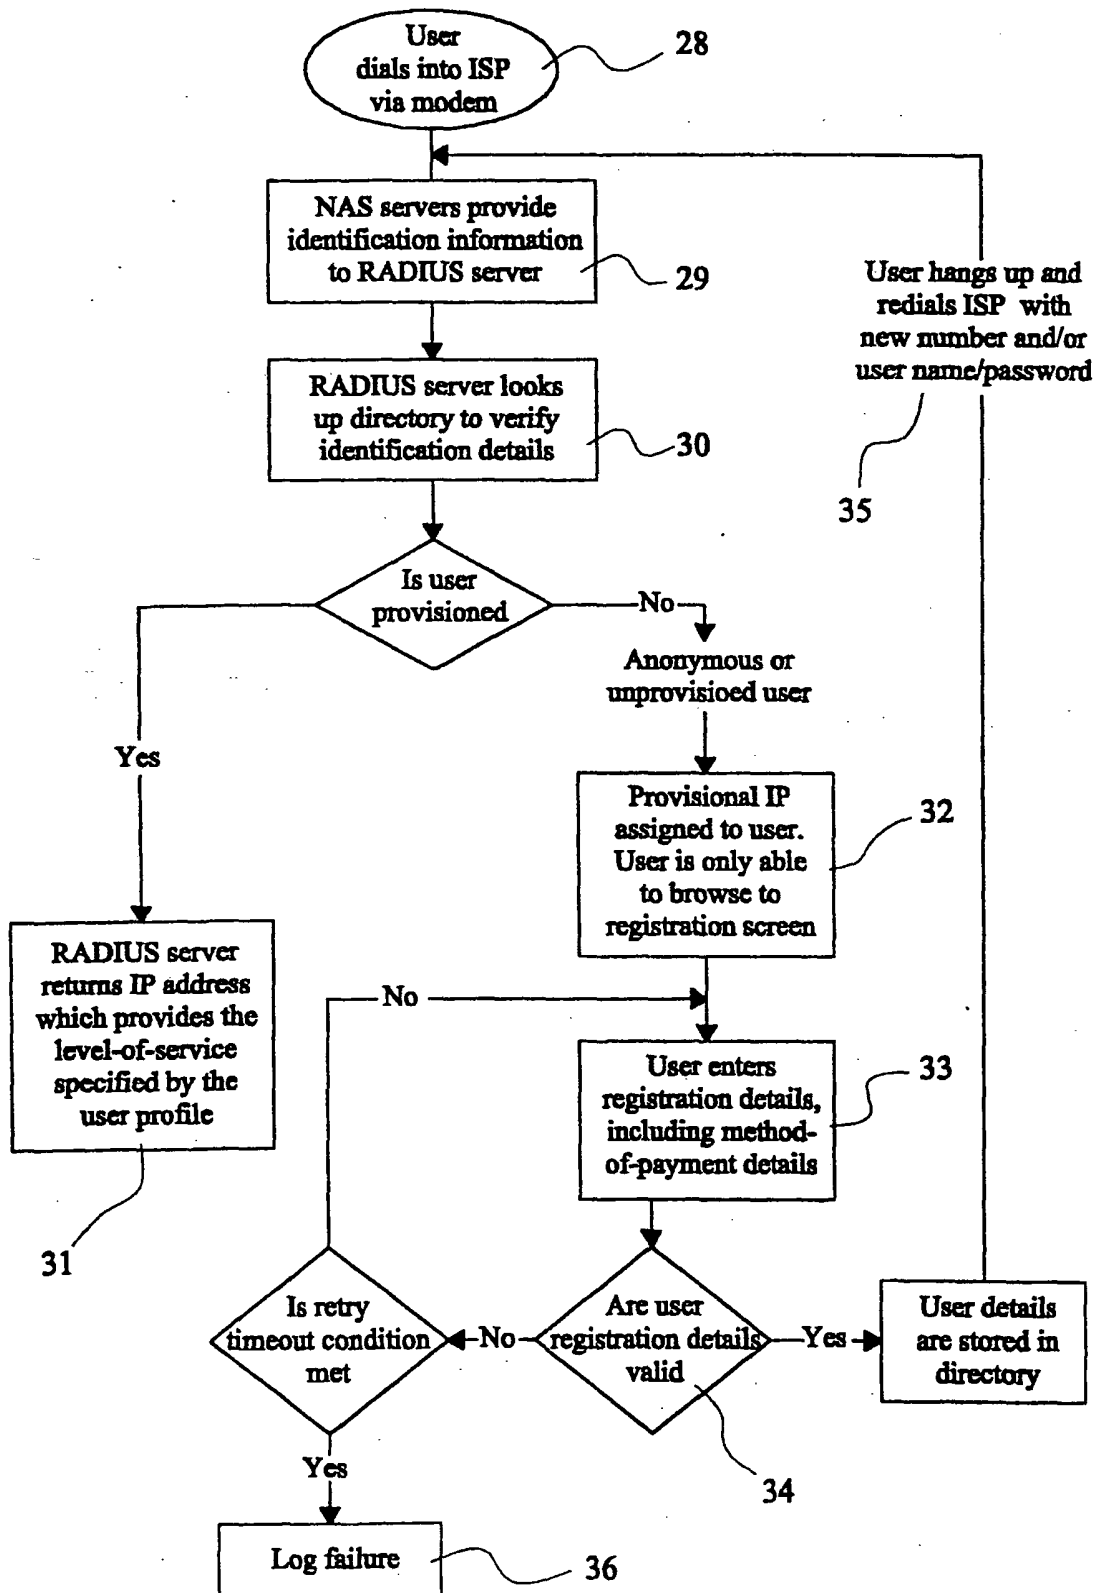 User
dials into ISP
via modem
28
NAS servers provide
identification information
to RADIUS server
29
User hangs up and
redials ISP with
new number and/or
user name/password
35
RADIUS server looks
up directory to verify
identification details
30
Is user
provisioned
No
Anonymous or
unprovisioed user
Yes
Provisional IP
assigned to user.
User is only able
to browse to
registration screen
32
RADIUS server
returns IP address
which provides the
level-of-service
specified by the
user profile
31
No
User enters
registration details,
including method-
of-payment details
33
Is retry
timeout condition
met
No
Are user
registration details
valid
34
Yes
User details
are stored in
directory
Yes
Log failure
36